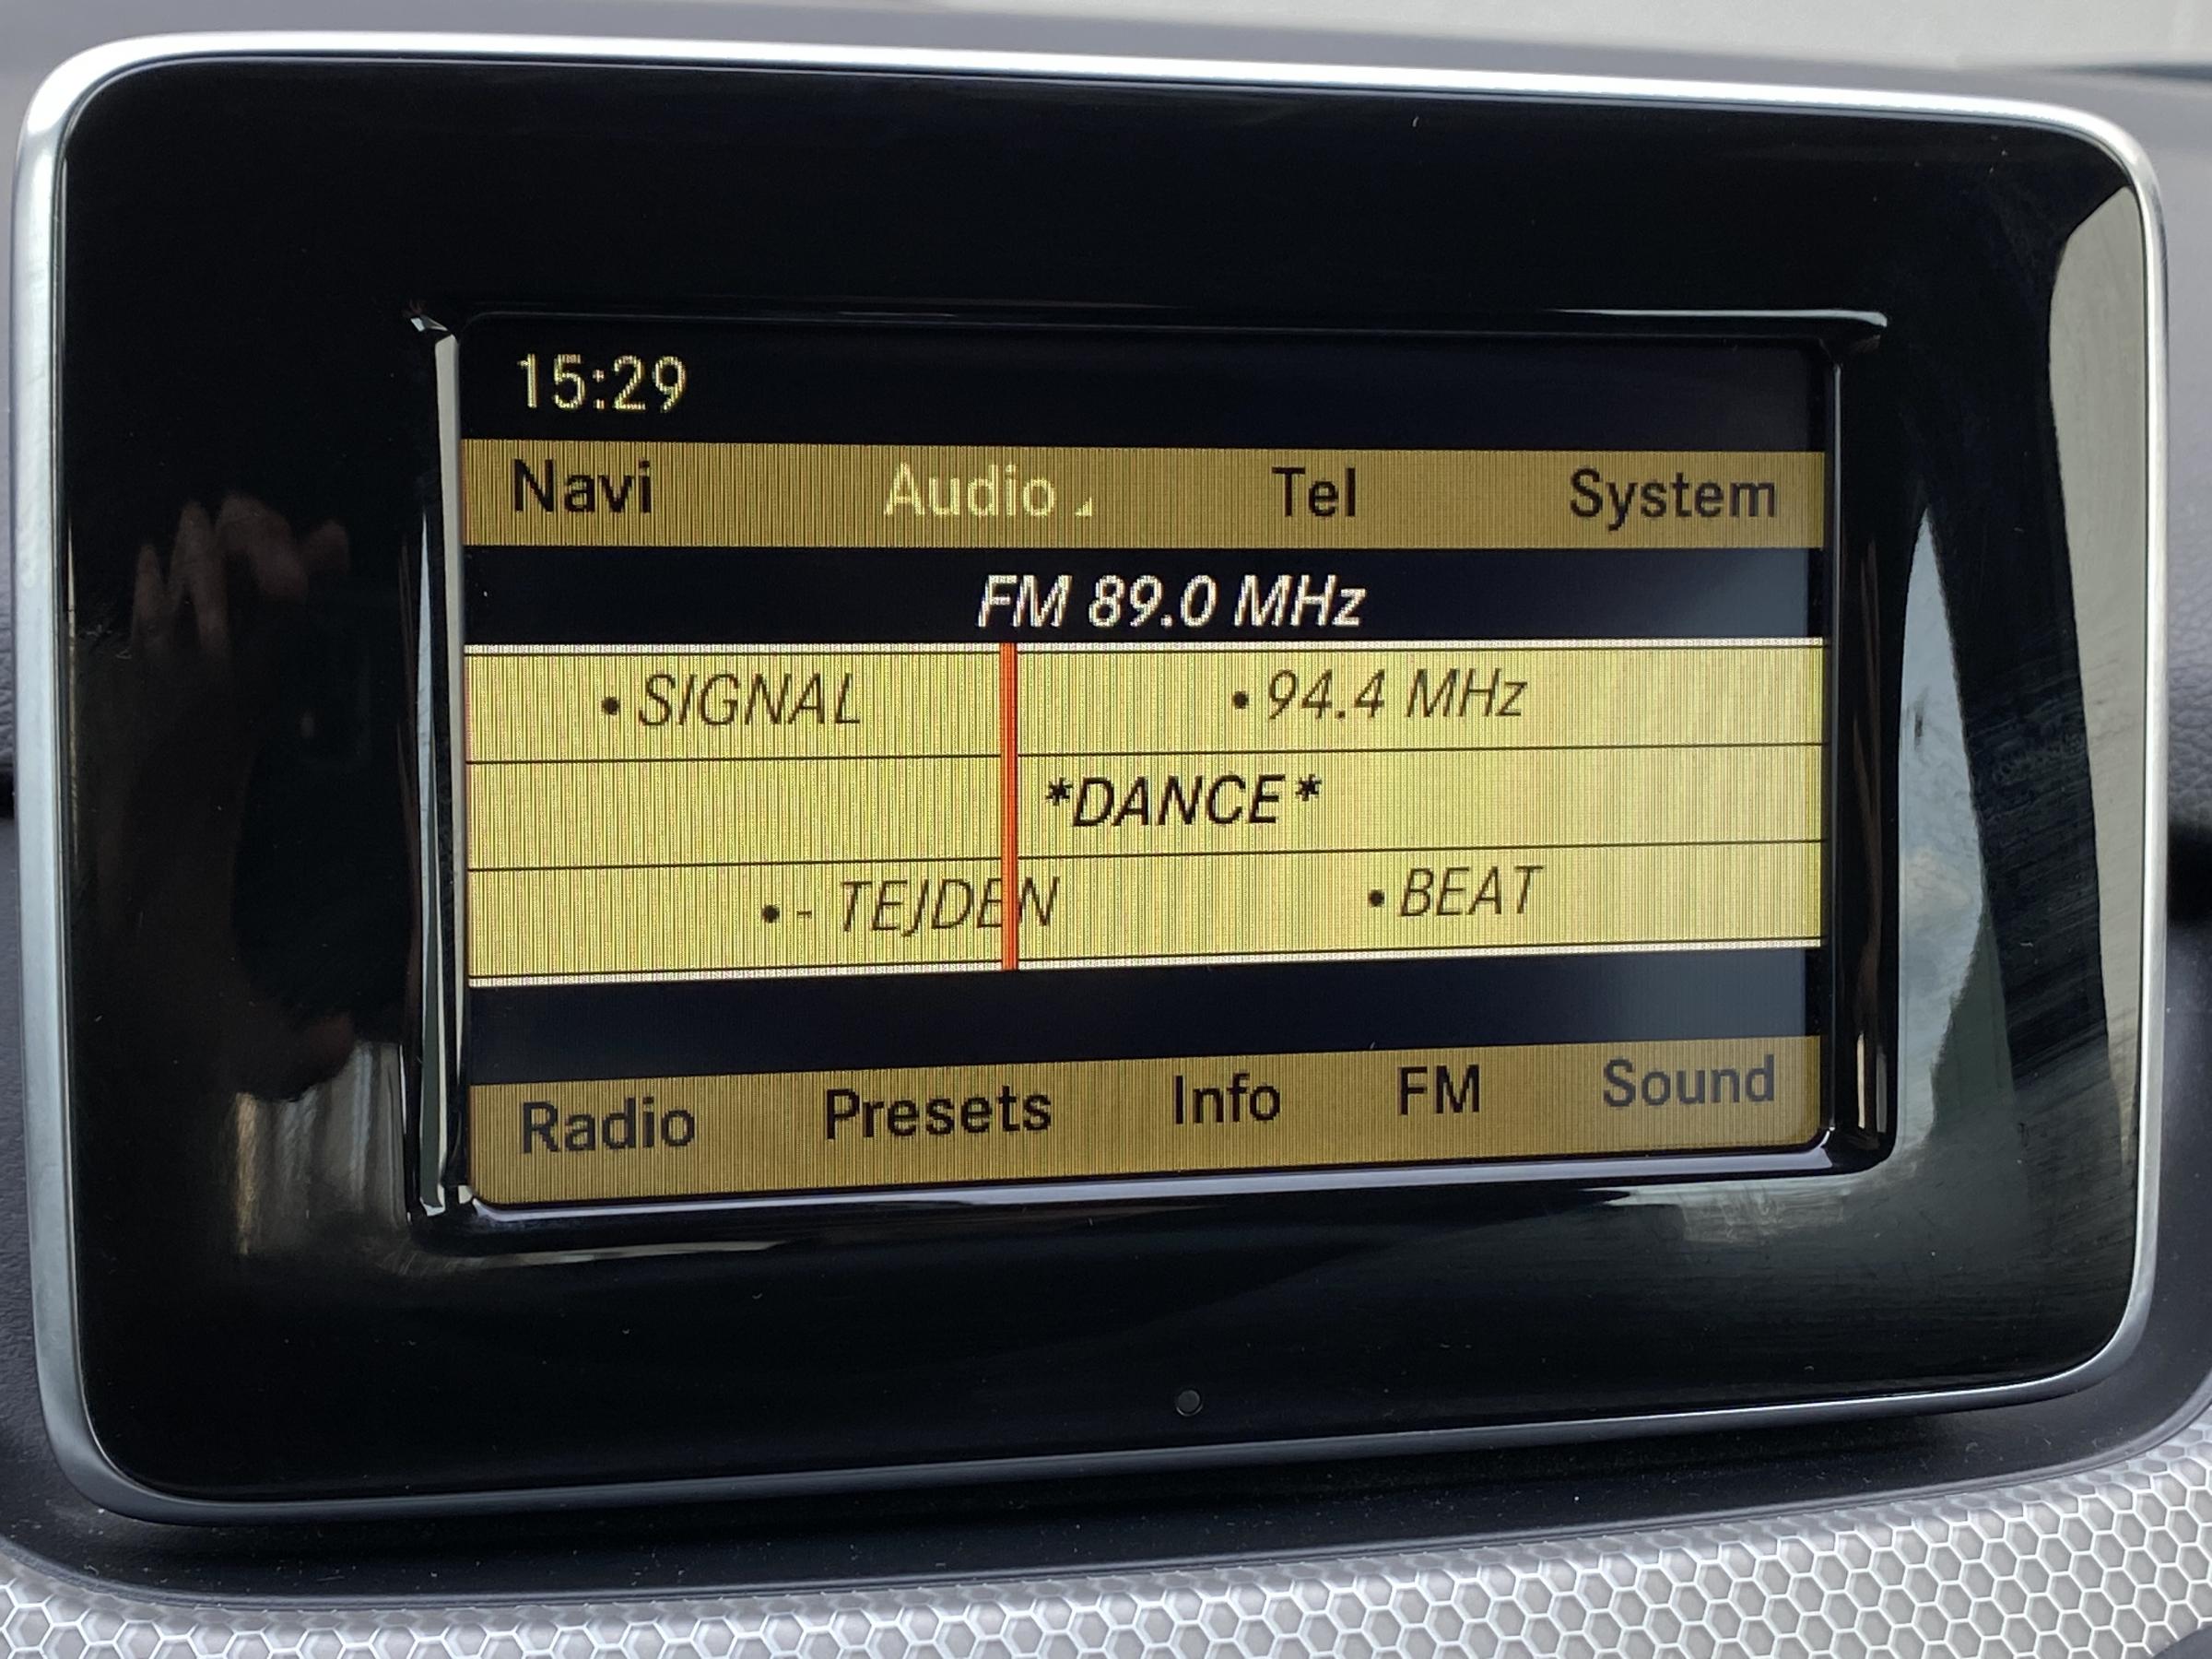 15:29
Navi Audio Tel System
FM 89.0 MHz
•SIGNAL •94.4 MHz
*DANCE*
•- TEJDEN •BEAT
Radio Presets Info FM Sound